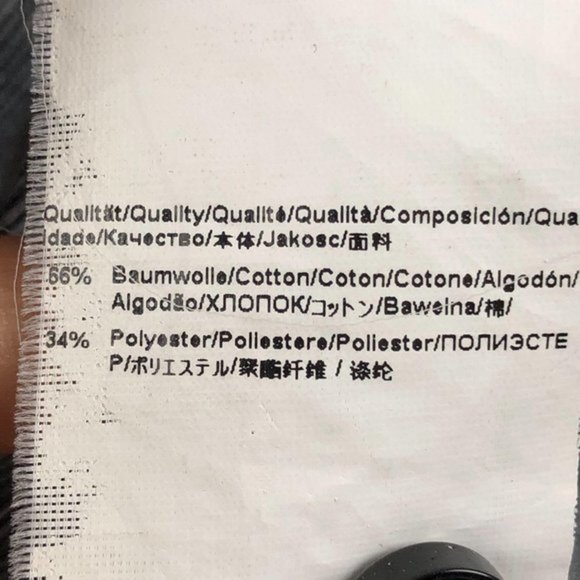 Qualität/Quality/Qualité/Qualità/Composición/Qua
idade/Качество/本体/Jakosc/面料
66% Baumwolle/Cotton/Coton/Cotone/Algodón/
Algodão/ХЛОПОК/コットン/Bawelna/棉/
34% Polyester/Poliestere/Poliester/ПОЛИЭСТЕ
Р/ポリエステル/聚酯纤维 / 涤纶